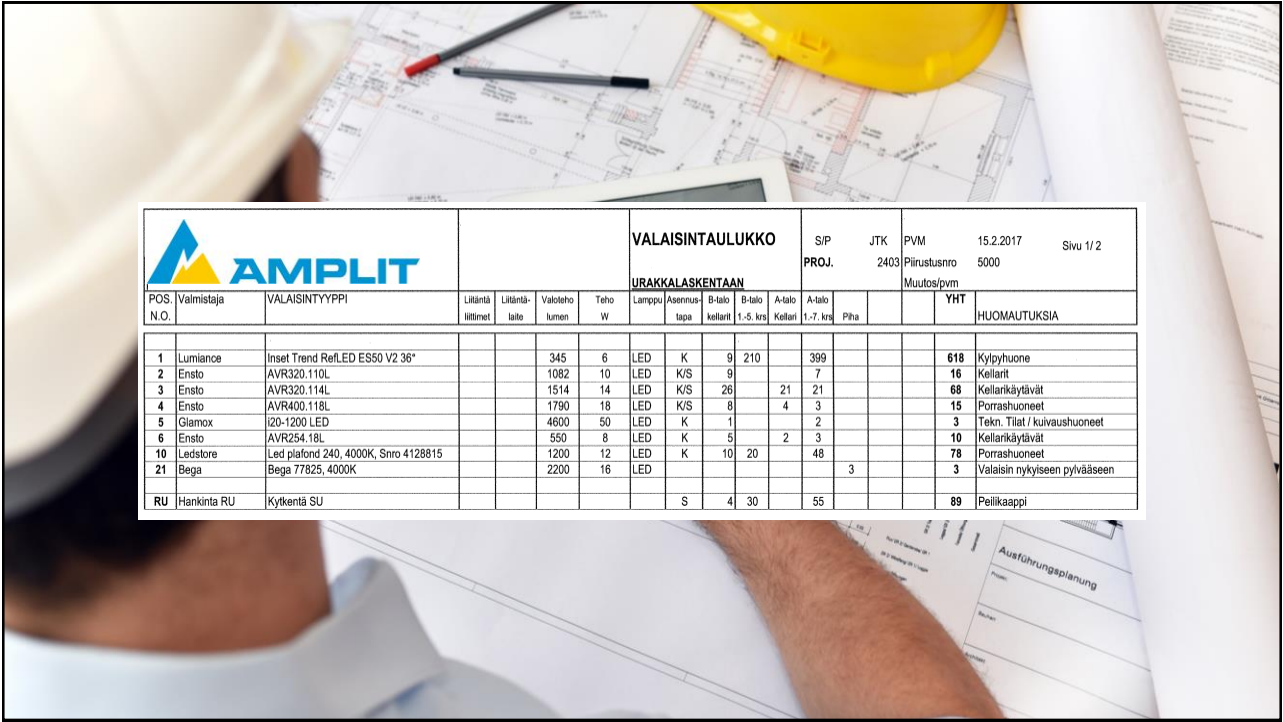 AMPLIT
VALAISINTAULUKKO
URAKKALASKENTAAN
S/P JTK
PROJ. 2403
PVM 15.2.2017 Sivu 1/ 2
Piirustusnro 5000
Muutos/pvm
POS. Valmistaja VALAISINTYYPPI Liitäntä Liitäntä- Valoteho Teho Lamppu Asennus- B-talo B-talo A-talo A-talo YHT
N.O. liittimet laite lumen W tapa kellarit 1.-5. krs Kellari 1.-7. krs Piha HUOMAUTUKSIA
1 Lumiance Inset Trend RefLED ES50 V2 36° 345 6 LED K 9 210 399 618 Kylpyhuone
2 Ensto AVR320.110L 1082 10 LED K/S 9 7 16 Kellarit
3 Ensto AVR320.114L 1514 14 LED K/S 26 21 21 68 Kellarikäytävät
4 Ensto AVR400.118L 1790 18 LED K/S 8 4 3 15 Porrashuoneet
5 Glamox i20-1200 LED 4600 50 LED K 1 2 3 Tekn. Tilat / kuivaushuoneet
6 Ensto AVR254.18L 550 8 LED K 5 2 3 10 Kellarikäytävät
10 Ledstore Led plafond 240, 4000K, Snro 4128815 1200 12 LED K 10 20 48 78 Porrashuoneet
21 Bega Bega 77825, 4000K 2200 16 LED 3 3 Valaisin nykyiseen pylvääseen
RU Hankinta RU Kytkentä SU S 4 30 55 89 Peilikaappi
Ausführungsplanung
Projekt:
Bauherr:
Architekt: